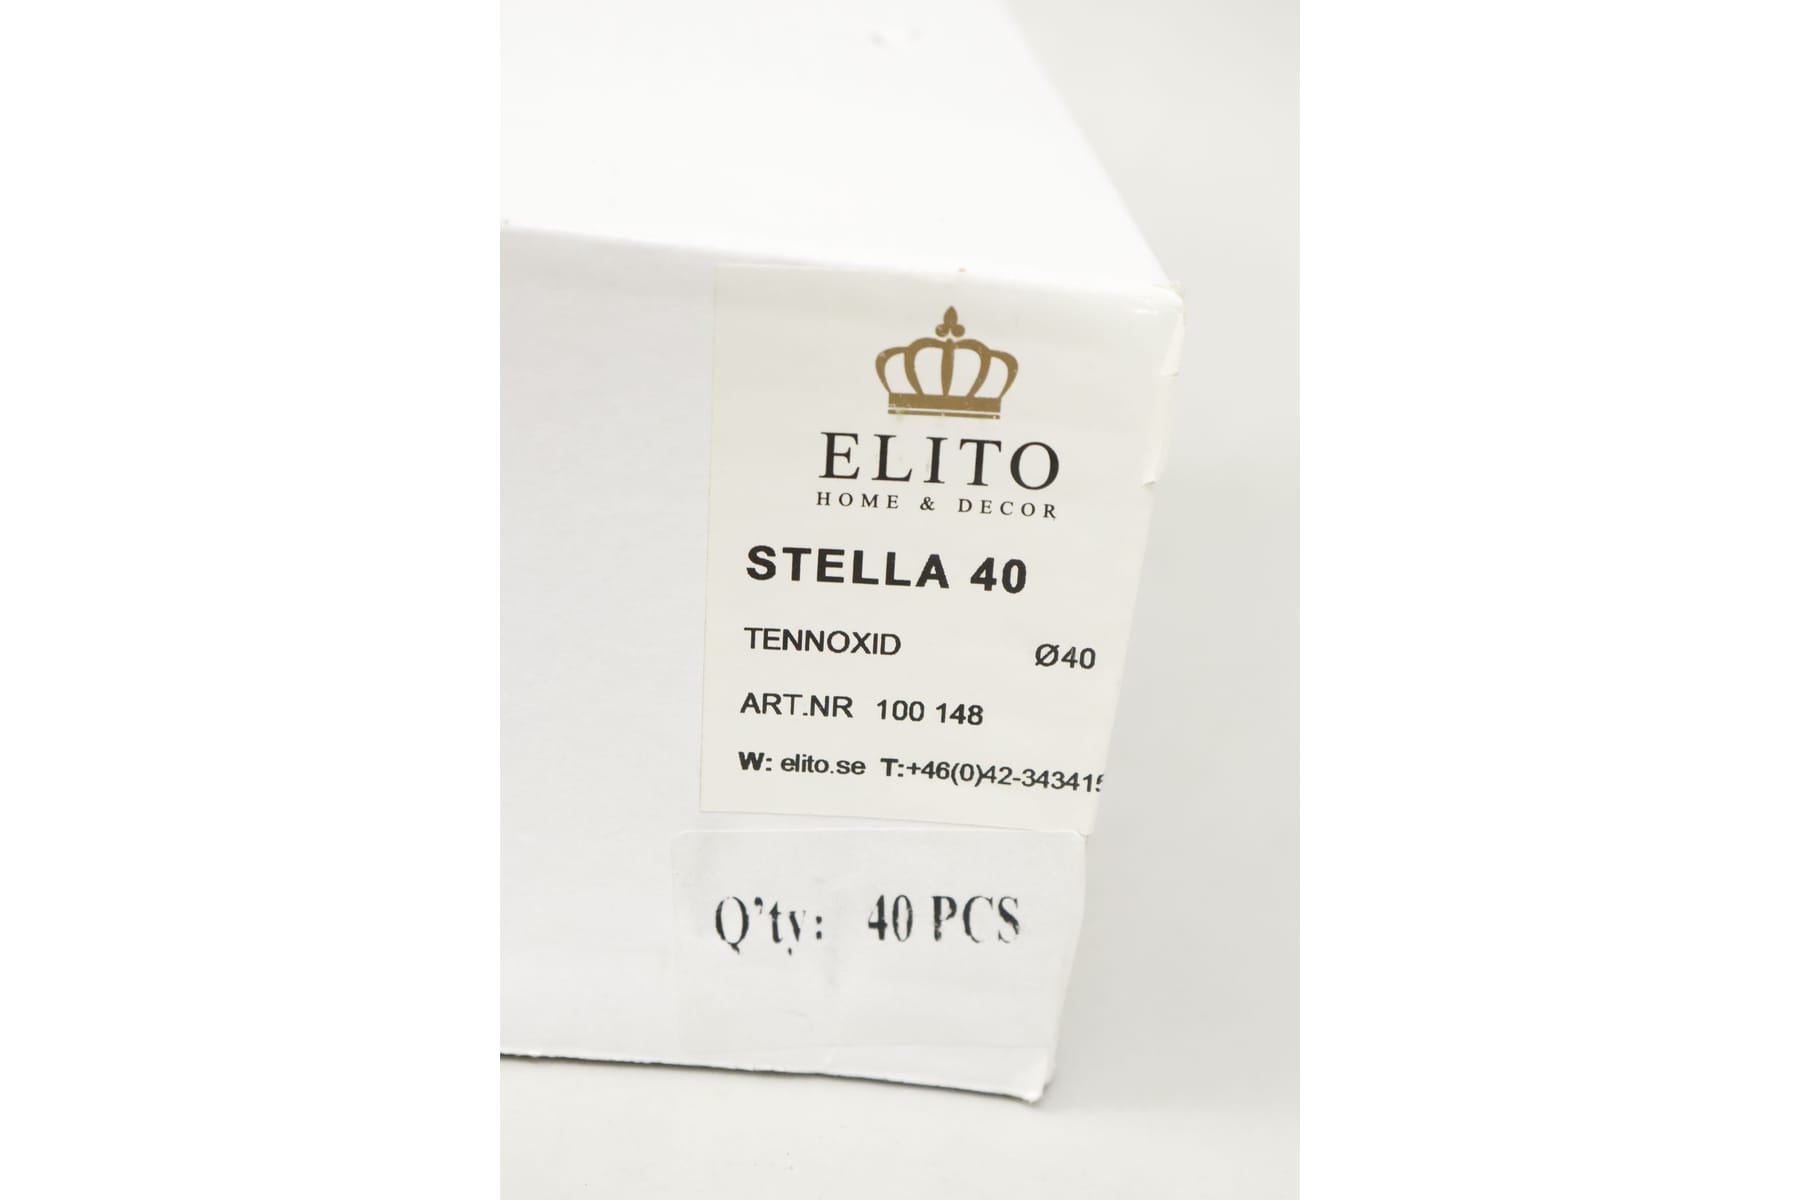 ELITO
HOME & DECOR
STELLA 40
TENNOXID Ø40
ART.NR 100 148
W: elito.se T:+46(0)42-343415
Q'ty: 40 PCS